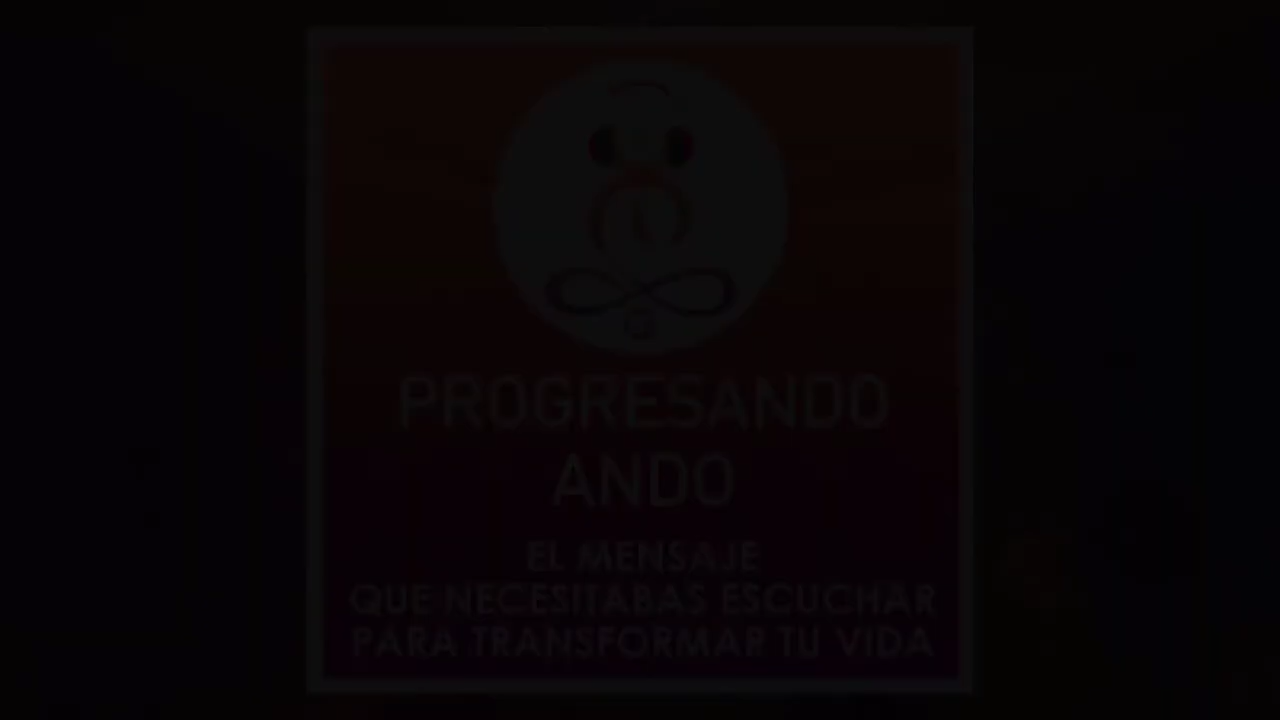 PROGRESANDO
ANDO
EL MENSAJE
QUE NECESITABAS ESCUCHAR
PARA TRANSFORMAR TU VIDA